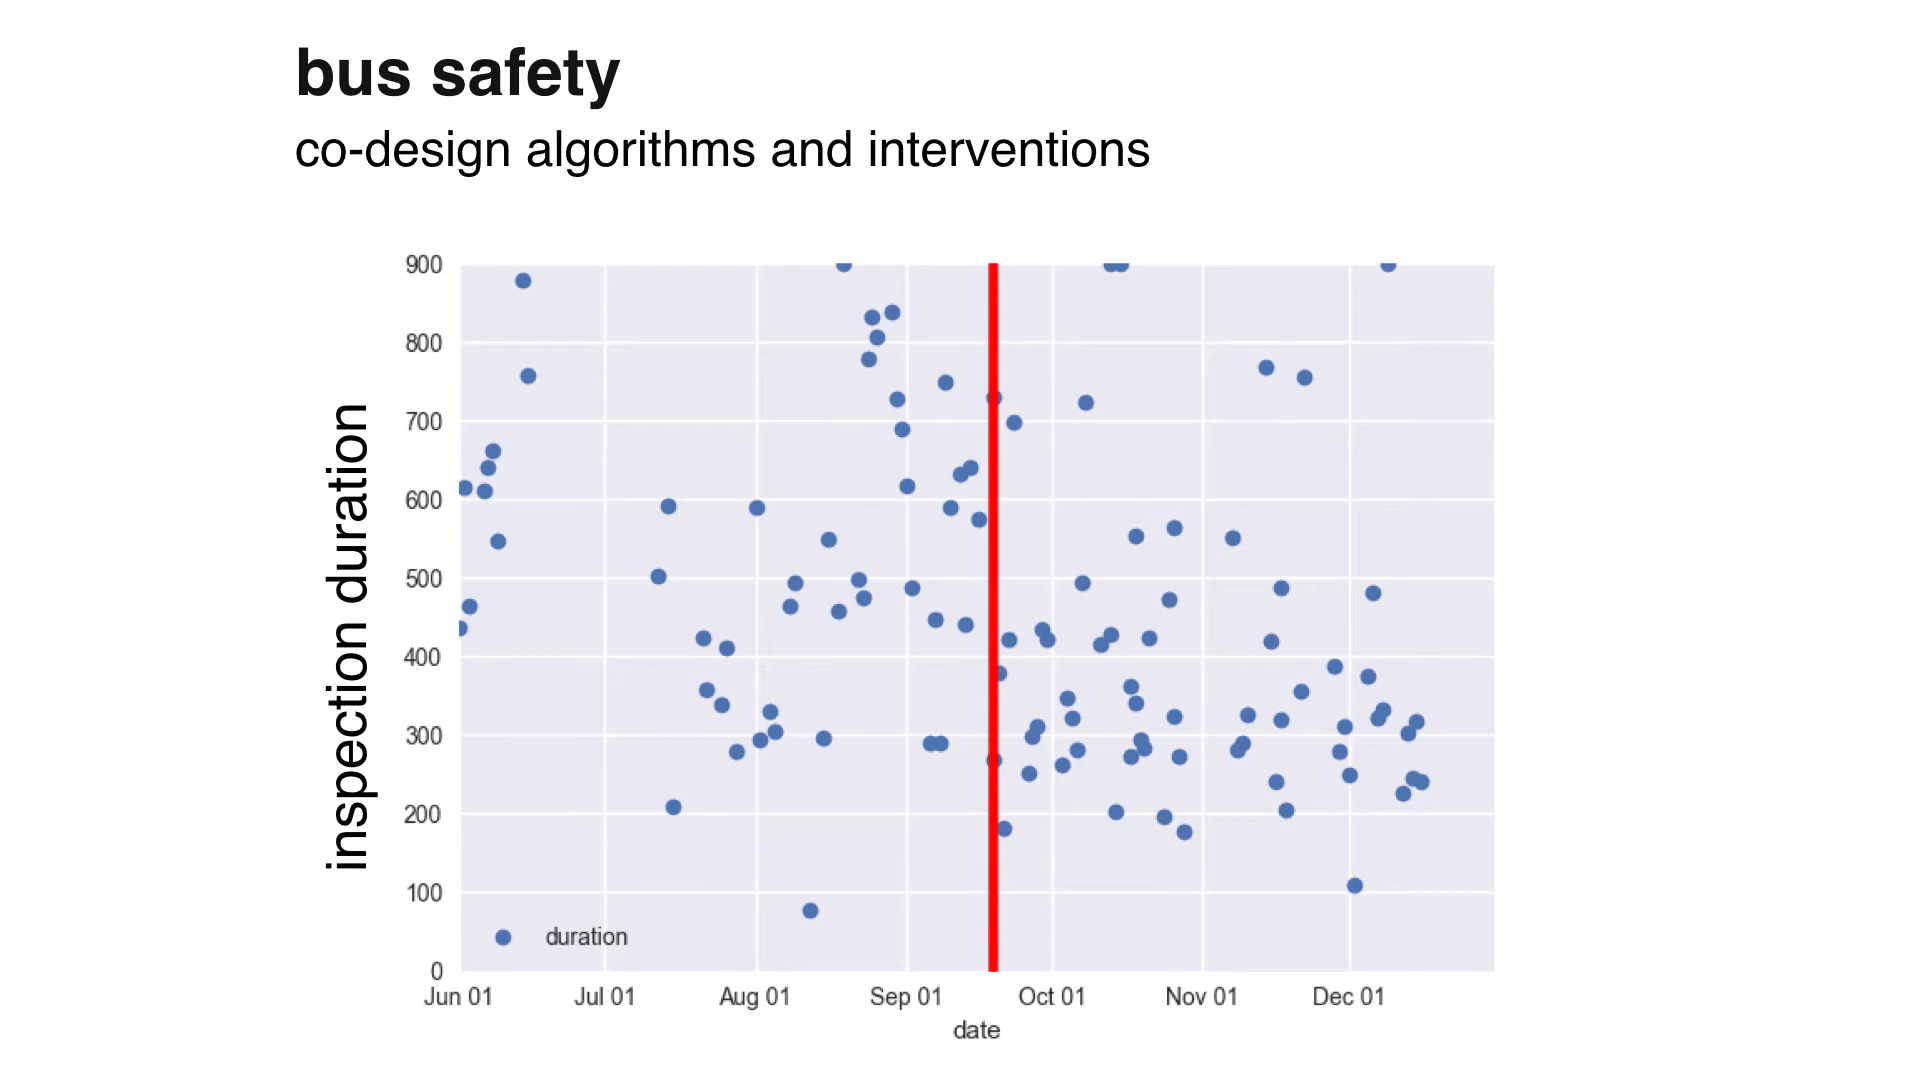 bus safety
co-design algorithms and interventions
inspection duration
900
800
700
600
500
400
300
200
100
0
duration
Jun 01 Jul 01 Aug 01 Sep 01 Oct 01 Nov 01 Dec 01
date